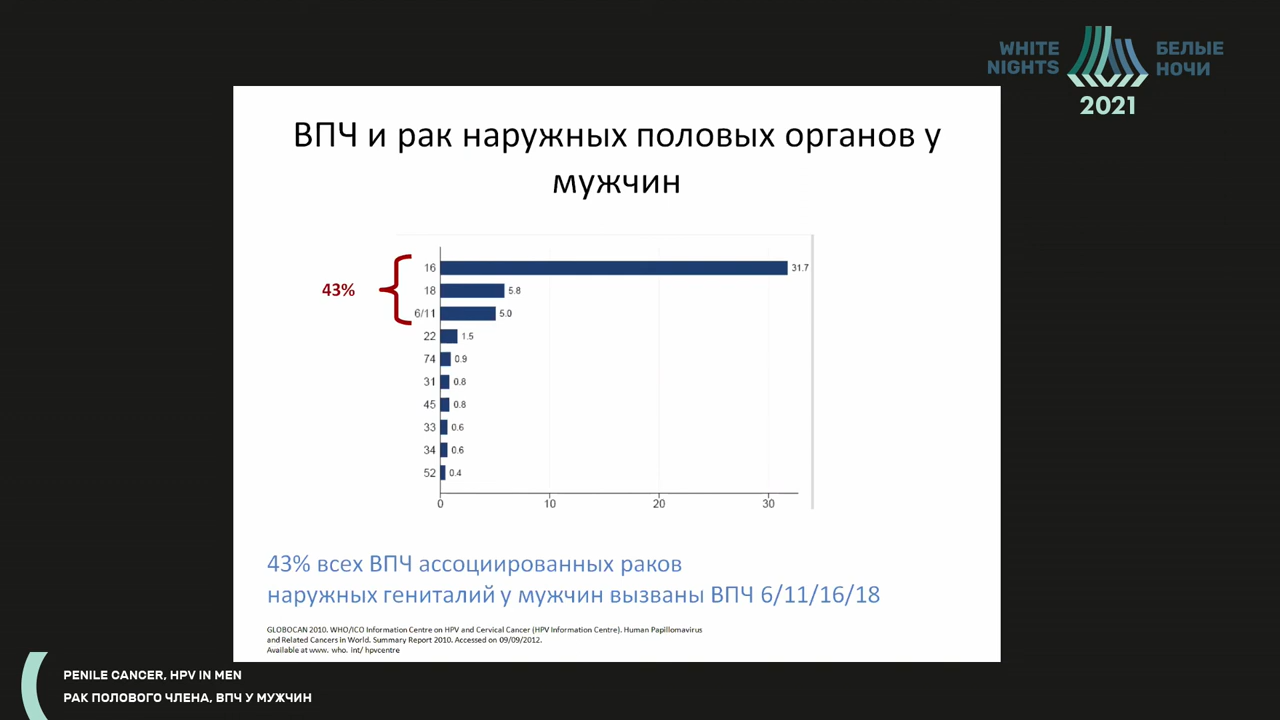 WHITE
NIGHTS
БЕЛЫЕ
НОЧИ
2021
ВПЧ и рак наружных половых органов у
мужчин
43%
16 31.7
18 5.8
6/11 5.0
22 1.5
74 0.9
31 0.8
45 0.8
33 0.6
34 0.6
52 0.4
0 10 20 30
43% всех ВПЧ ассоциированных раков
наружных гениталий у мужчин вызваны ВПЧ 6/11/16/18
GLOBOCAN 2010. WHO/ICO Information Centre on HPV and Cervical Cancer (HPV Information Centre). Human Papillomavirus
and Related Cancers in World. Summary Report 2010. Accessed on 09/09/2012.
Available at www. who. int/ hpvcentre
PENILE CANCER, HPV IN MEN
РАК ПОЛОВОГО ЧЛЕНА, ВПЧ У МУЖЧИН